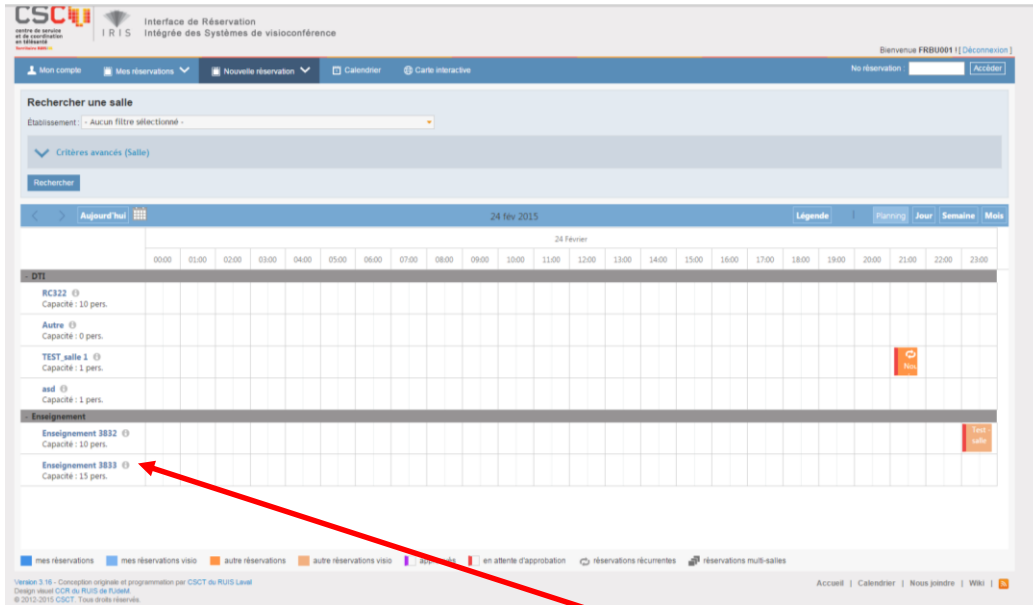 CSCT
centre de service
et de coordination
en télésanté
IRIS
Interface de Réservation
Intégrée des Systèmes de visioconférence
Bienvenue FRBU001 ! [ Déconnexion ]
Mon compte Mes réservations Nouvelle réservation Calendrier Carte interactive No réservation : Accéder
Rechercher une salle
Établissement : - Aucun filtre sélectionné -
Critères avancés (Salle)
Rechercher
Aujourd'hui 24 fév 2015 Légende Planning Jour Semaine Mois
24 Février
00:00 01:00 02:00 03:00 04:00 05:00 06:00 07:00 08:00 09:00 10:00 11:00 12:00 13:00 14:00 15:00 16:00 17:00 18:00 19:00 20:00 21:00 22:00 23:00
- DTI
RC322
Capacité : 10 pers.
Autre
Capacité : 0 pers.
TEST_salle 1
Capacité : 1 pers.
Nou
asd
Capacité : 1 pers.
- Enseignement
Enseignement 3832
Capacité : 10 pers.
Test -
salle
Enseignement 3833
Capacité : 15 pers.
mes réservations mes réservations visio autre réservations autre réservations visio en attente d'approbation réservations récurrentes réservations multi-salles
Version 3.16 - Conception originale et programmation par CSCT du RUIS Laval
Design visuel CCR du RUIS de l'UdeM.
© 2012-2015 CSCT. Tous droits réservés.
Accueil | Calendrier | Nous joindre | Wiki |